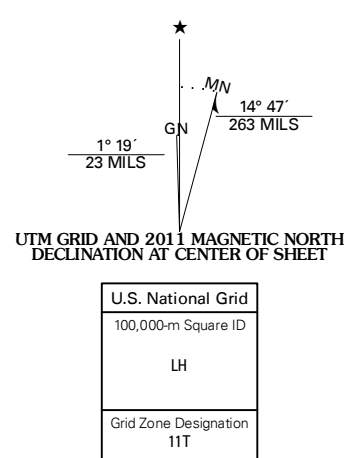 ★
MN
GN
14° 47´
263 MILS
1° 19´
23 MILS
UTM GRID AND 2011 MAGNETIC NORTH
DECLINATION AT CENTER OF SHEET
U.S. National Grid
100,000-m Square ID
LH
Grid Zone Designation
11T